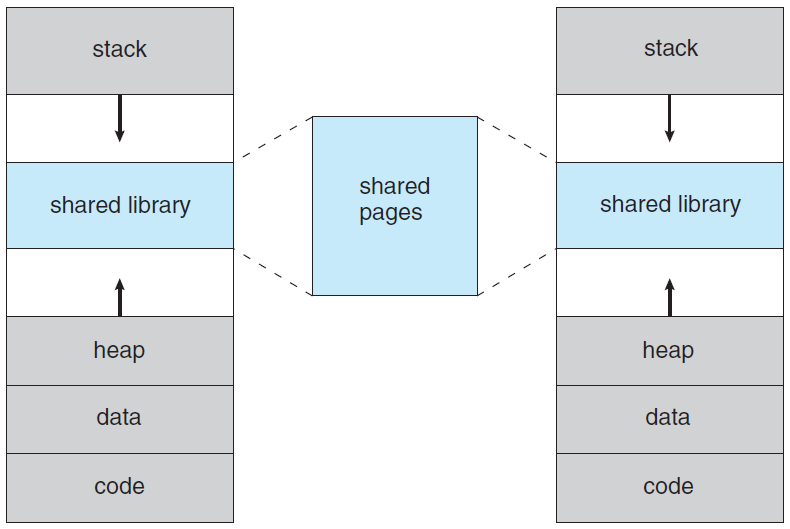 stack
shared library
heap
data
code
shared
pages
stack
shared library
heap
data
code